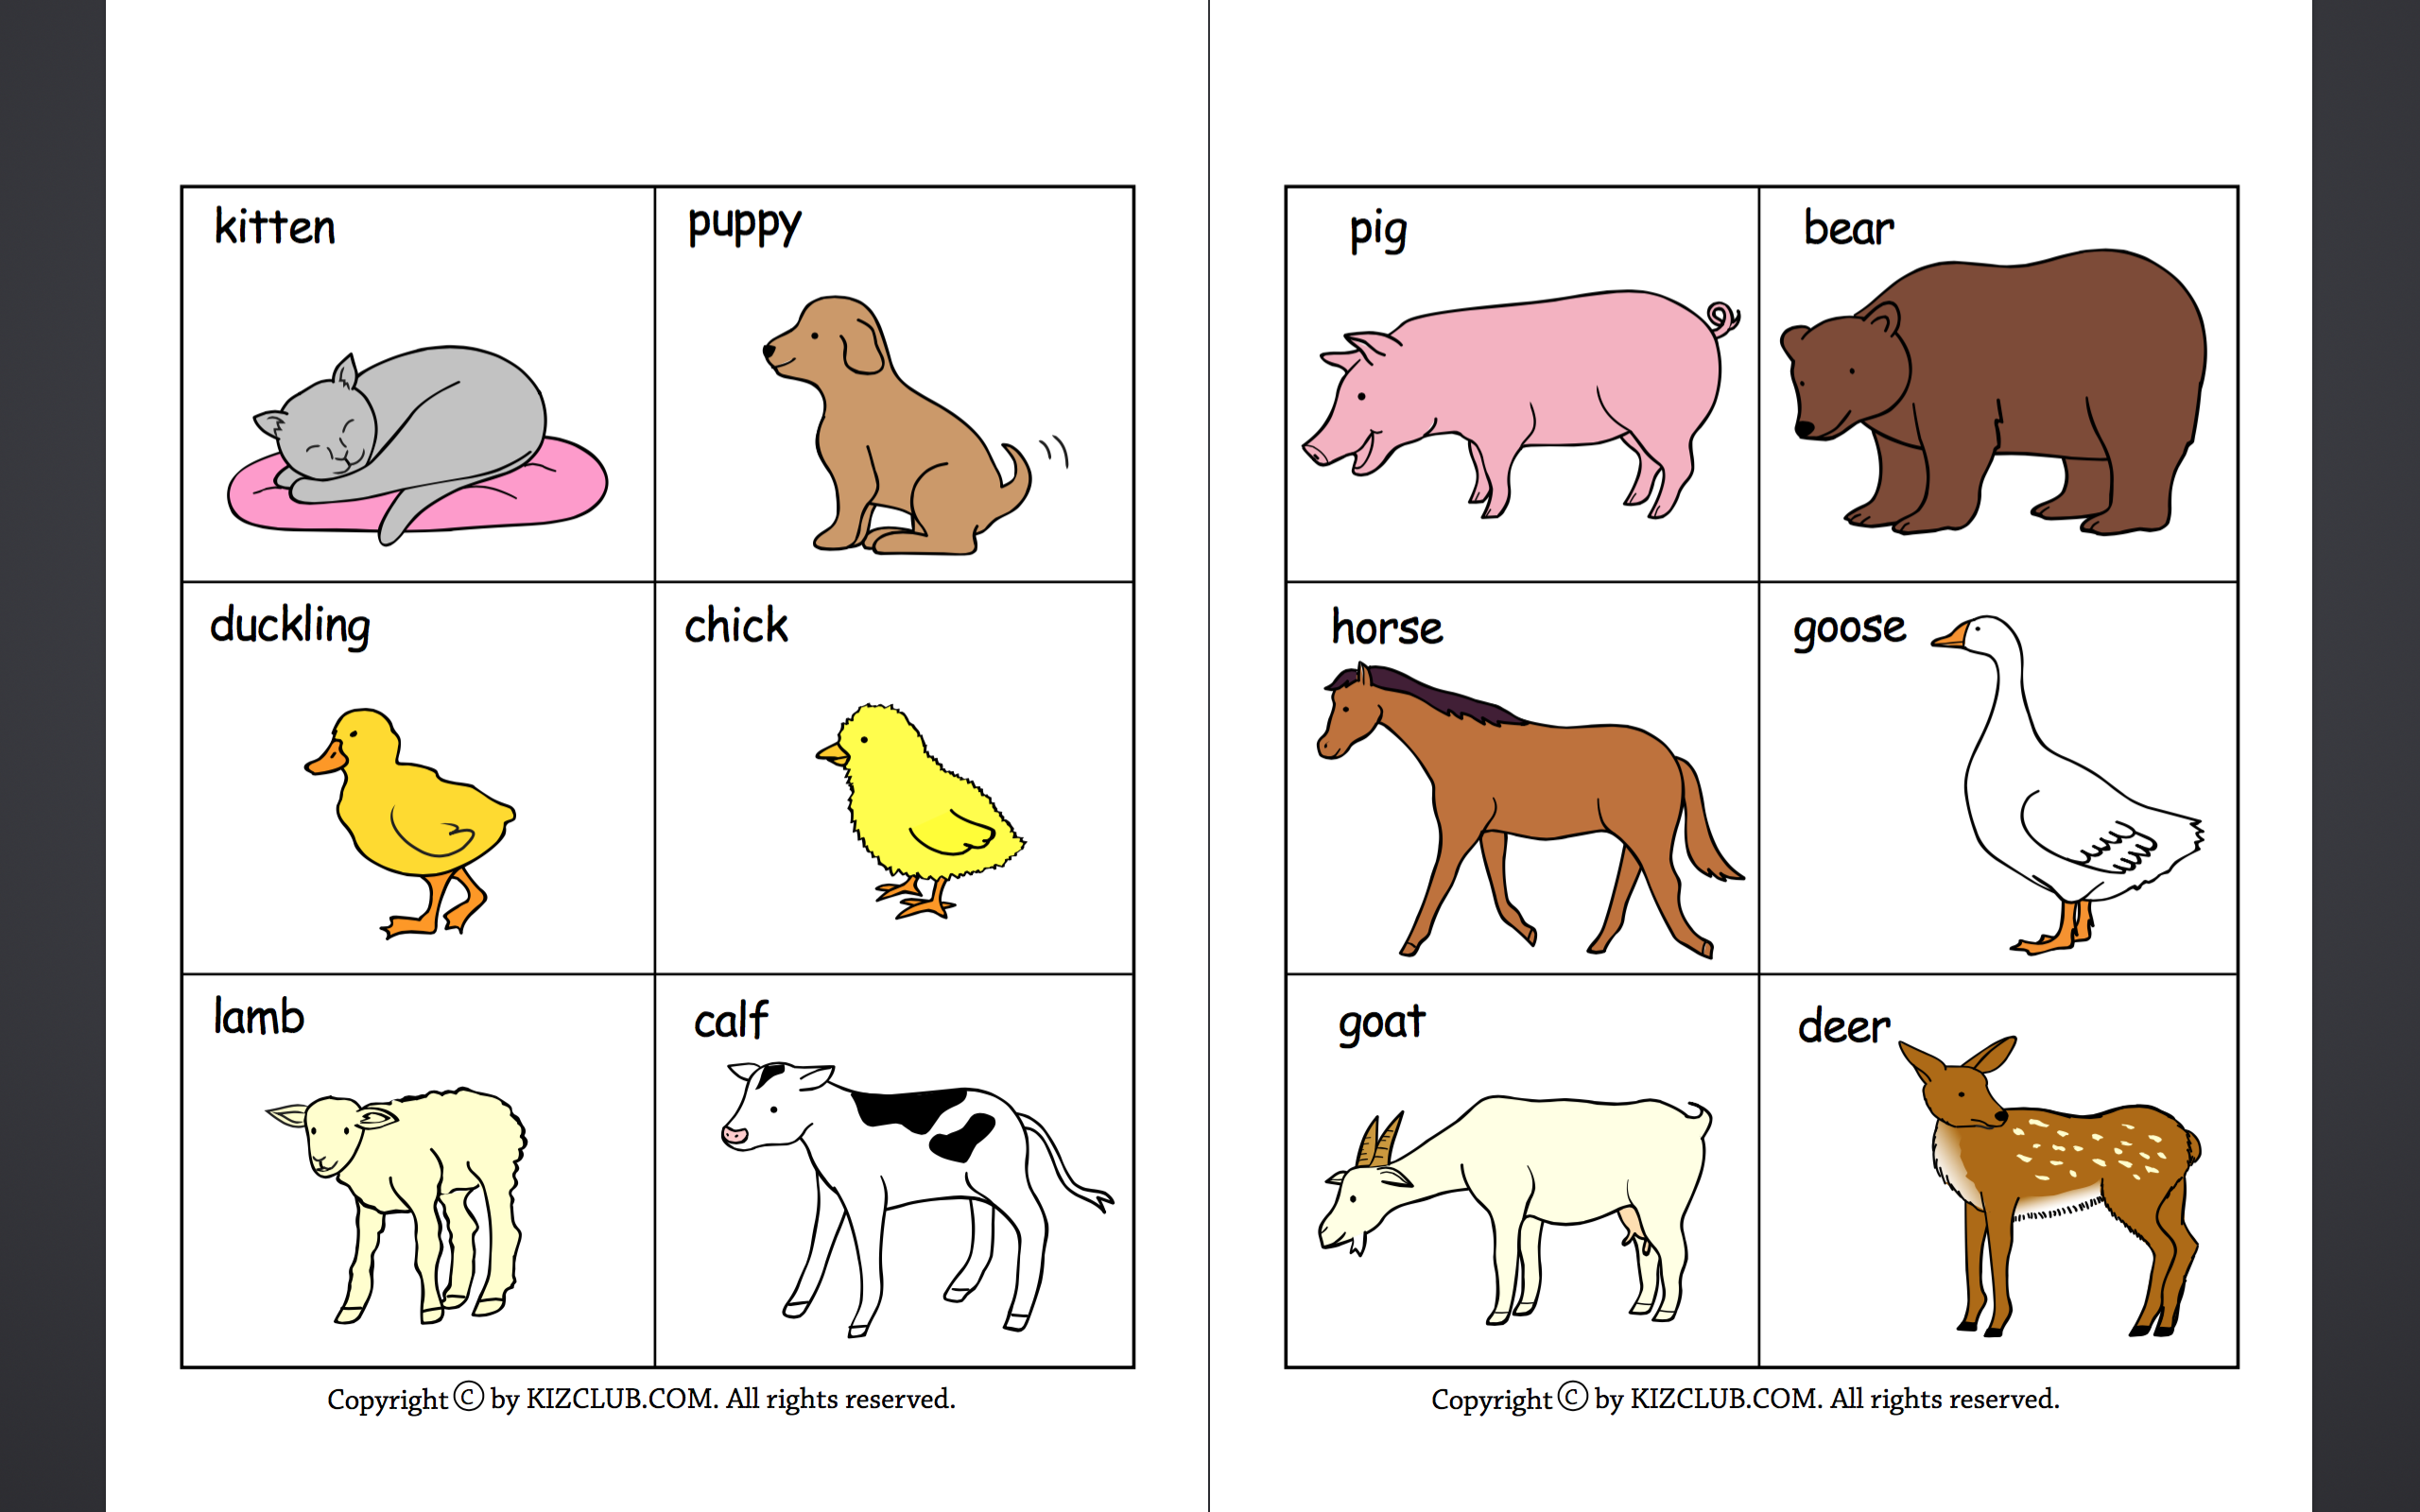 kitten
puppy
duckling
chick
lamb
calf
Copyright © by KIZCLUB.COM. All rights reserved.
pig
bear
horse
goose
goat
deer
Copyright © by KIZCLUB.COM. All rights reserved.